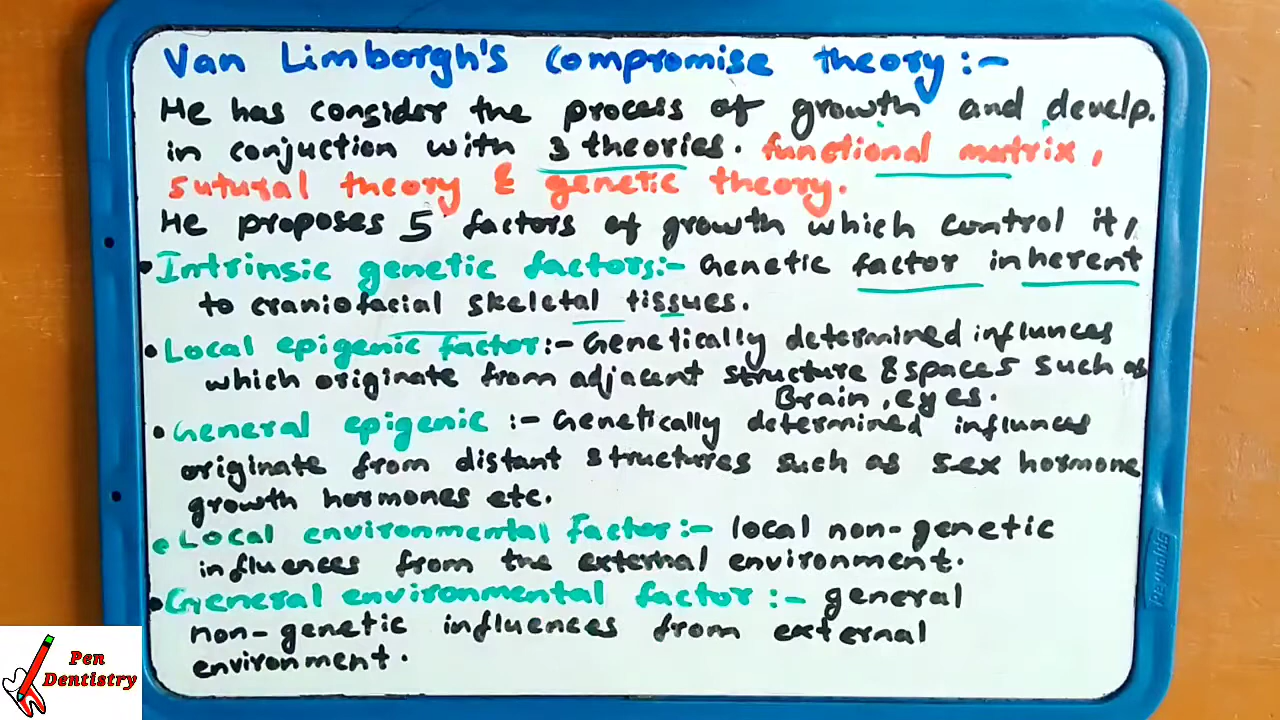 Van Limborgh's compromise theory:-
He has consider the process of growth and develp.
in conjuction with 3 theories. functional matrix,
sutural theory & genetic theory.
He proposes 5 factors of growth which control it,
• Intrinsic genetic factors:- Genetic factor inherent
to craniofacial skeletal tissues.
• Local epigenic factor:- Genetically determined influnces
which originate from adjacent structure & spaces such as
Brain, eyes.
• General epigenic :- Genetically determined influnces
originate from distant structures such as sex hormone
growth hormones etc.
• Local environmental factor:- local non-genetic
influences from the external environment.
• General environmental factor:- general
non-genetic influences from external
environment.
Reynolds
Pen
Dentistry